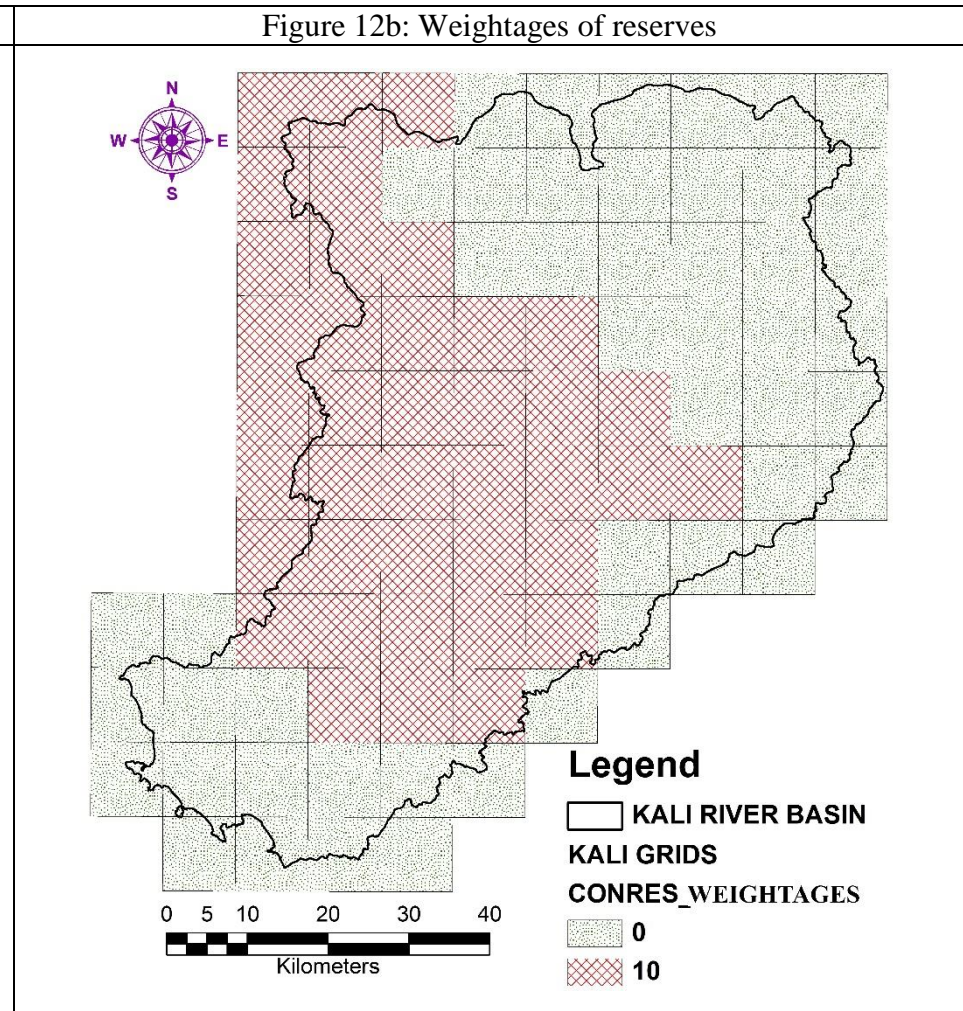 Figure 12b: Weightages of reserves
N
W E
S
Legend
KALI RIVER BASIN
KALI GRIDS
CONRES_WEIGHTAGES
0
10
0 5 10 20 30 40
Kilometers